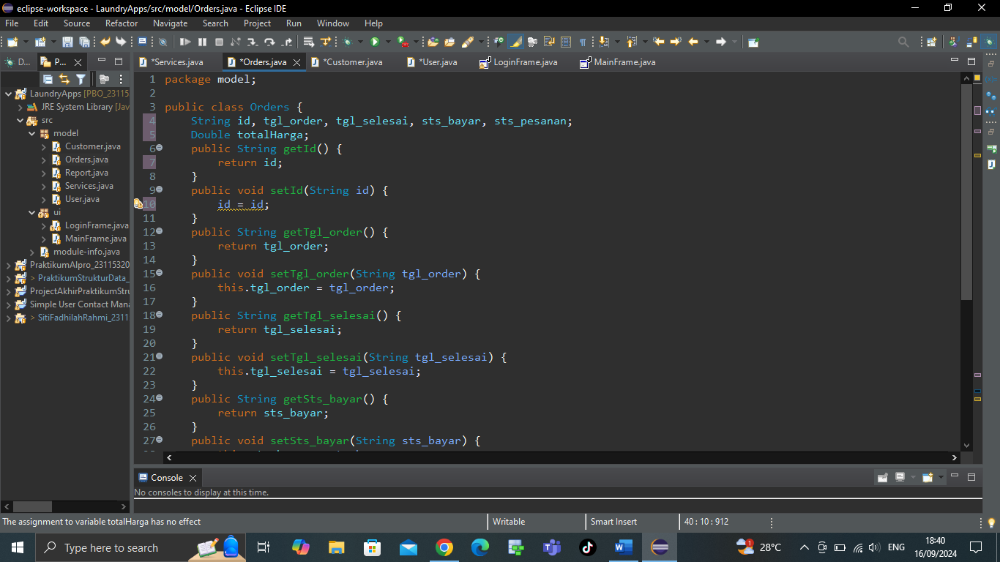 eclipse-workspace - LaundryApps/src/model/Orders.java - Eclipse IDE
File Edit Source Refactor Navigate Search Project Run Window Help
D... P... *Services.java *Orders.java *Customer.java *User.java LoginFrame.java MainFrame.java
LaundryApps [PBO_23115
JRE System Library [Jav
src
model
Customer.java
Orders.java
Report.java
Services.java
User.java
ui
LoginFrame.java
MainFrame.java
module-info.java
PraktikumAlpro_23115320
> PraktikumStrukturData_
ProjectAkhirPraktikumStru
Simple User Contact Mana
> SitiFadhilahRahmi_2311
1 package model;
2
3 public class Orders {
4 String id, tgl_order, tgl_selesai, sts_bayar, sts_pesanan;
5 Double totalHarga;
6 public String getId() {
7 return id;
8 }
9 public void setId(String id) {
10 id = id;
11 }
12 public String getTgl_order() {
13 return tgl_order;
14 }
15 public void setTgl_order(String tgl_order) {
16 this.tgl_order = tgl_order;
17 }
18 public String getTgl_selesai() {
19 return tgl_selesai;
20 }
21 public void setTgl_selesai(String tgl_selesai) {
22 this.tgl_selesai = tgl_selesai;
23 }
24 public String getSts_bayar() {
25 return sts_bayar;
26 }
27 public void setSts_bayar(String sts_bayar) {
Console
No consoles to display at this time.
The assignment to variable totalHarga has no effect Writable Smart Insert 40 : 10 : 912
Type here to search 1 28°C ENG 18:40
16/09/2024